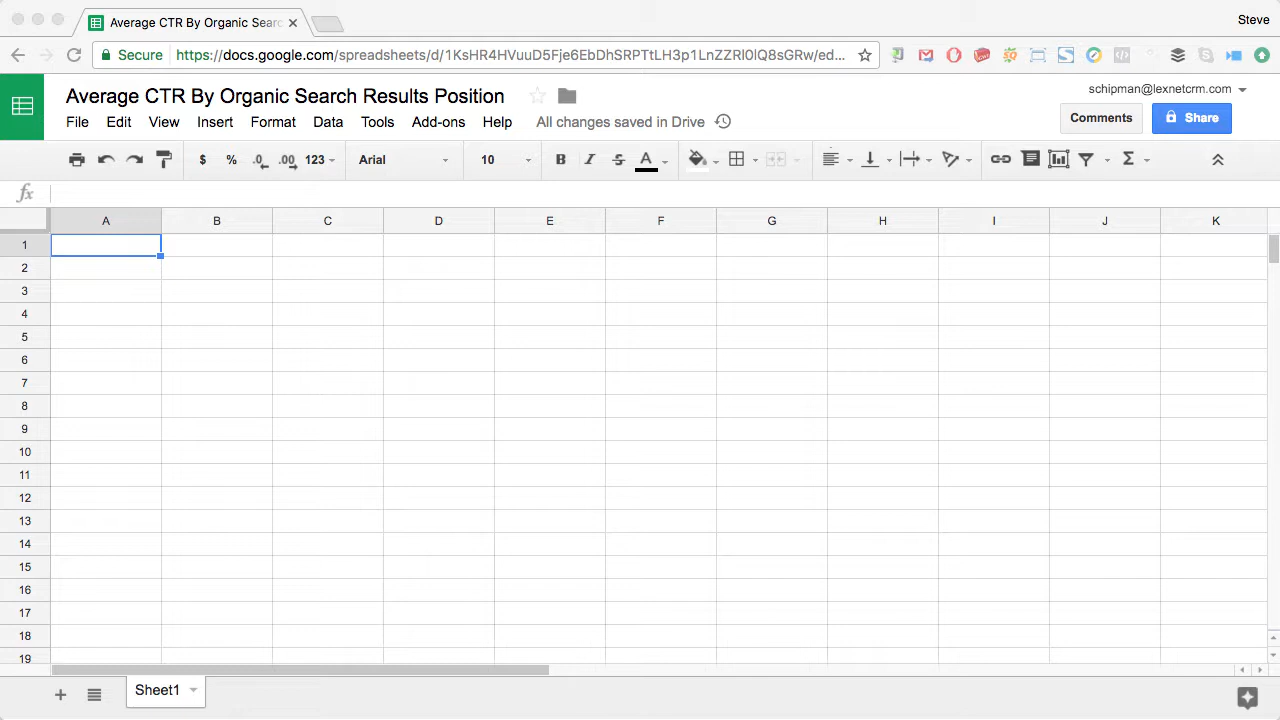 Average CTR By Organic Searc
Steve
Secure
https://docs.google.com/spreadsheets/d/1KsHR4HVuuD5Fje6EbDhSRPTtLH3p1LnZZRl0lQ8sGRw/ed...
Average CTR By Organic Search Results Position
schipman@lexnetcrm.com
File Edit View Insert Format Data Tools Add-ons Help All changes saved in Drive
Comments
Share
$ % .0 .00 123 Arial 10 B I S A Σ
fx
A B C D E F G H I J K
1
2
3
4
5
6
7
8
9
10
11
12
13
14
15
16
17
18
19
Sheet1